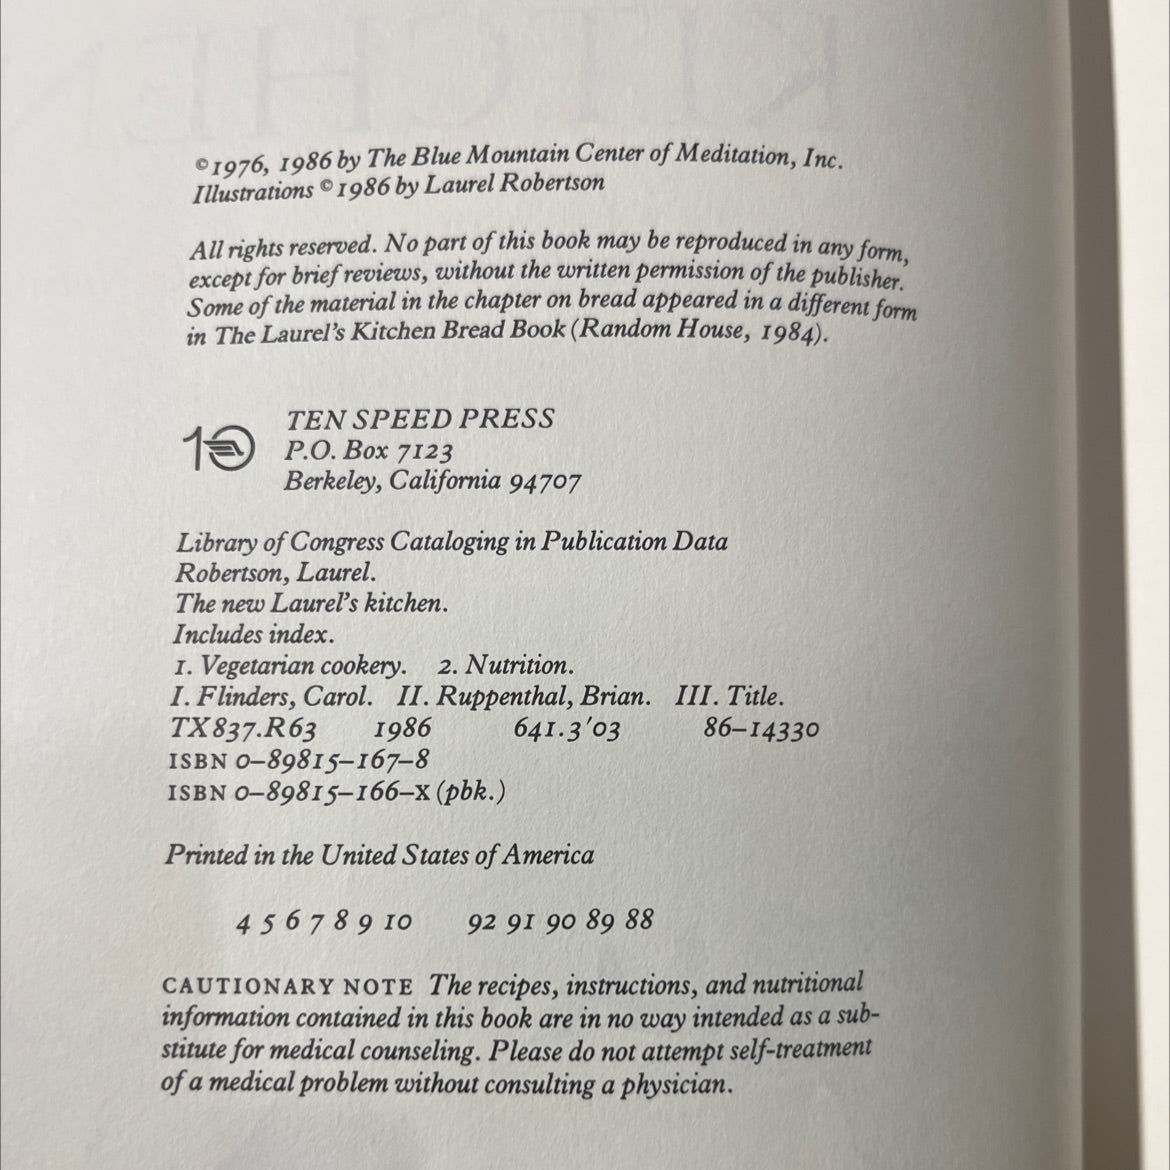 KITCHEN
©1976, 1986 by The Blue Mountain Center of Meditation, Inc.
Illustrations ©1986 by Laurel Robertson
All rights reserved. No part of this book may be reproduced in any form,
except for brief reviews, without the written permission of the publisher.
Some of the material in the chapter on bread appeared in a different form
in The Laurel's Kitchen Bread Book (Random House, 1984).
10 TEN SPEED PRESS
P.O. Box 7123
Berkeley, California 94707
Library of Congress Cataloging in Publication Data
Robertson, Laurel.
The new Laurel's kitchen.
Includes index.
1. Vegetarian cookery. 2. Nutrition.
I. Flinders, Carol. II. Ruppenthal, Brian. III. Title.
TX837.R63 1986 641.3'03 86–14330
ISBN 0–89815–167–8
ISBN 0–89815–166–X (pbk.)
Printed in the United States of America
4 5 6 7 8 9 10 92 91 90 89 88
CAUTIONARY NOTE The recipes, instructions, and nutritional
information contained in this book are in no way intended as a sub-
stitute for medical counseling. Please do not attempt self-treatment
of a medical problem without consulting a physician.